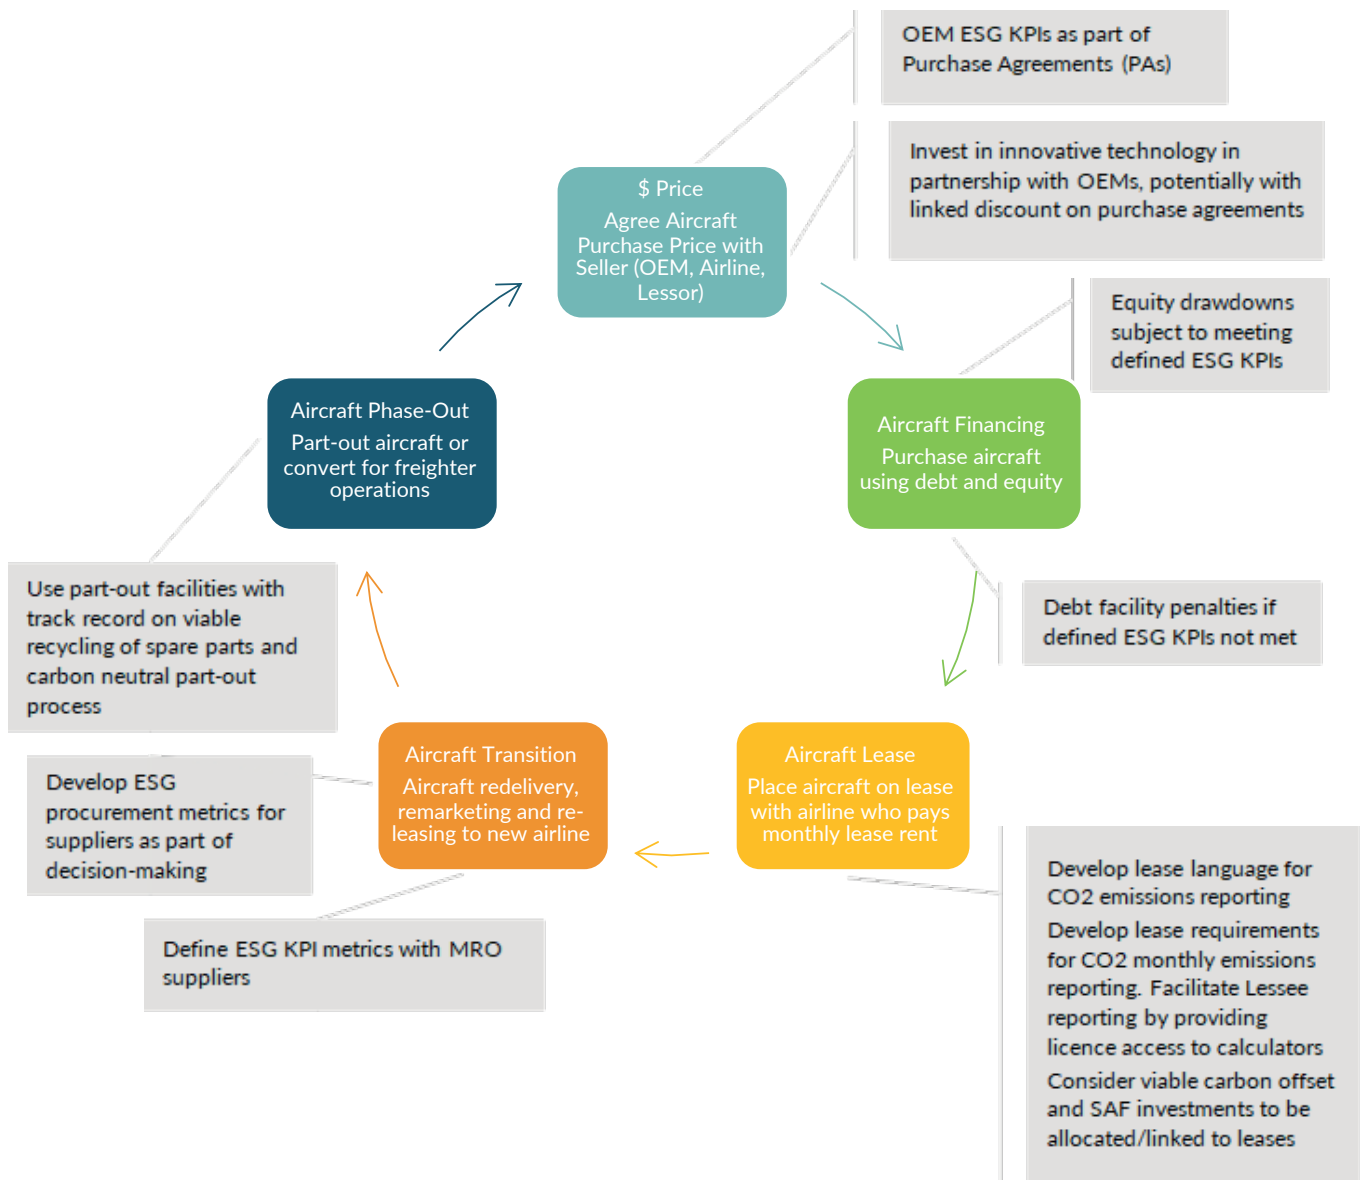 OEM ESG KPIs as part of
Purchase Agreements (PAs)
Invest in innovative technology in
partnership with OEMs, potentially with
linked discount on purchase agreements
$ Price
Agree Aircraft
Purchase Price with
Seller (OEM, Airline,
Lessor)
Equity drawdowns
subject to meeting
defined ESG KPIs
Aircraft Phase-Out
Part-out aircraft or
convert for freighter
operations
Aircraft Financing
Purchase aircraft
using debt and equity
Use part-out facilities with
track record on viable
recycling of spare parts and
carbon neutral part-out
process
Debt facility penalties if
defined ESG KPIs not met
Develop ESG
procurement metrics for
suppliers as part of
decision-making
Aircraft Transition
Aircraft redelivery,
remarketing and re-
leasing to new airline
Aircraft Lease
Place aircraft on lease
with airline who pays
monthly lease rent
Define ESG KPI metrics with MRO
suppliers
Develop lease language for
CO2 emissions reporting
Develop lease requirements
for CO2 monthly emissions
reporting. Facilitate Lessee
reporting by providing
licence access to calculators
Consider viable carbon offset
and SAF investments to be
allocated/linked to leases